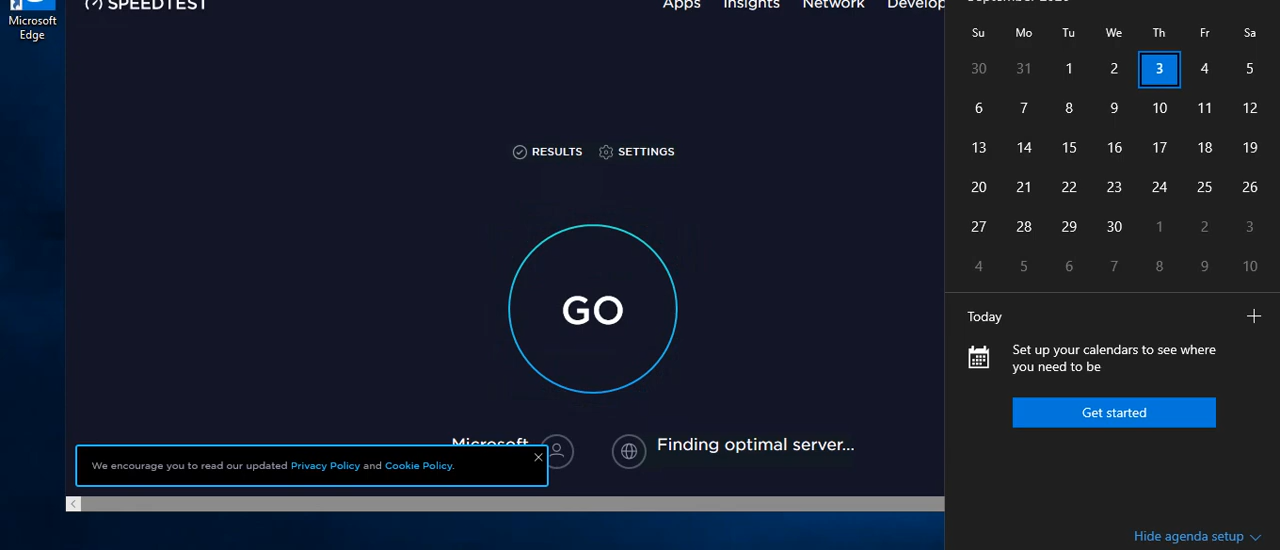 Microsoft
Edge
SPEEDTEST
Apps Insights Network
RESULTS SETTINGS
GO
Microsoft
Finding optimal server...
We encourage you to read our updated Privacy Policy and Cookie Policy.
Su Mo Tu We Th Fr Sa
30 31 1 2 3 4 5
6 7 8 9 10 11 12
13 14 15 16 17 18 19
20 21 22 23 24 25 26
27 28 29 30 1 2 3
4 5 6 7 8 9 10
Today
Set up your calendars to see where
you need to be
Get started
Hide agenda setup